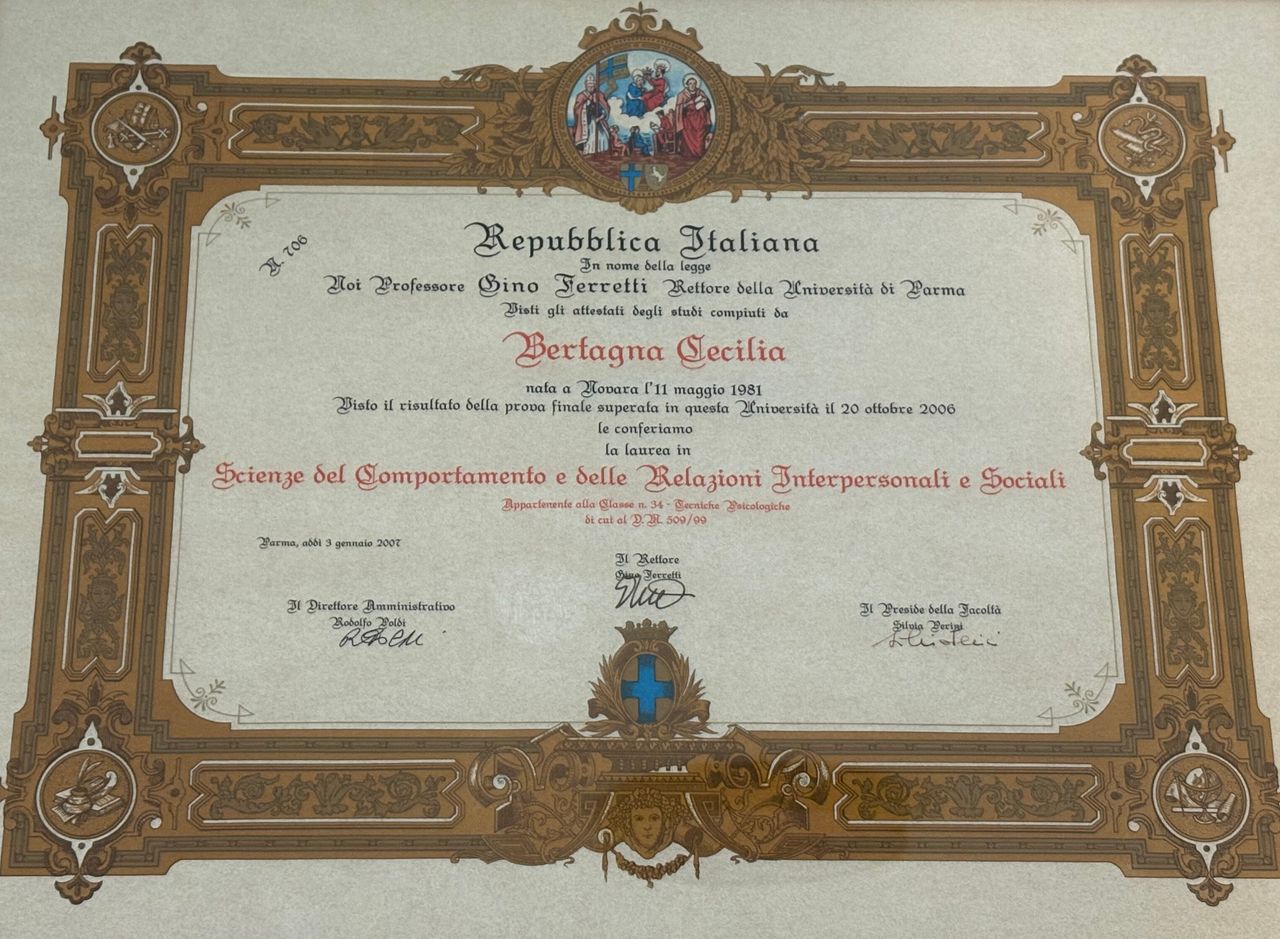 N. 706
Repubblica Italiana
In nome della legge
Noi Professore Gino Ferretti Rettore della Università di Parma
Visti gli attestati degli studi compiuti da
Bertagna Cecilia
nata a Novara l'11 maggio 1981
Visto il risultato della prova finale superata in questa Università il 20 ottobre 2006
le conferiamo
la laurea in
Scienze del Comportamento e delle Relazioni Interpersonali e Sociali
Appartenente alla Classe n. 34 - Tecniche Psicologiche
di cui al D.M. 509/99
Parma, addì 3 gennaio 2007
Il Rettore
Gino Ferretti
Il Direttore Amministrativo
Rodolfo Poldi
Il Preside della Facoltà
Silvia Perini